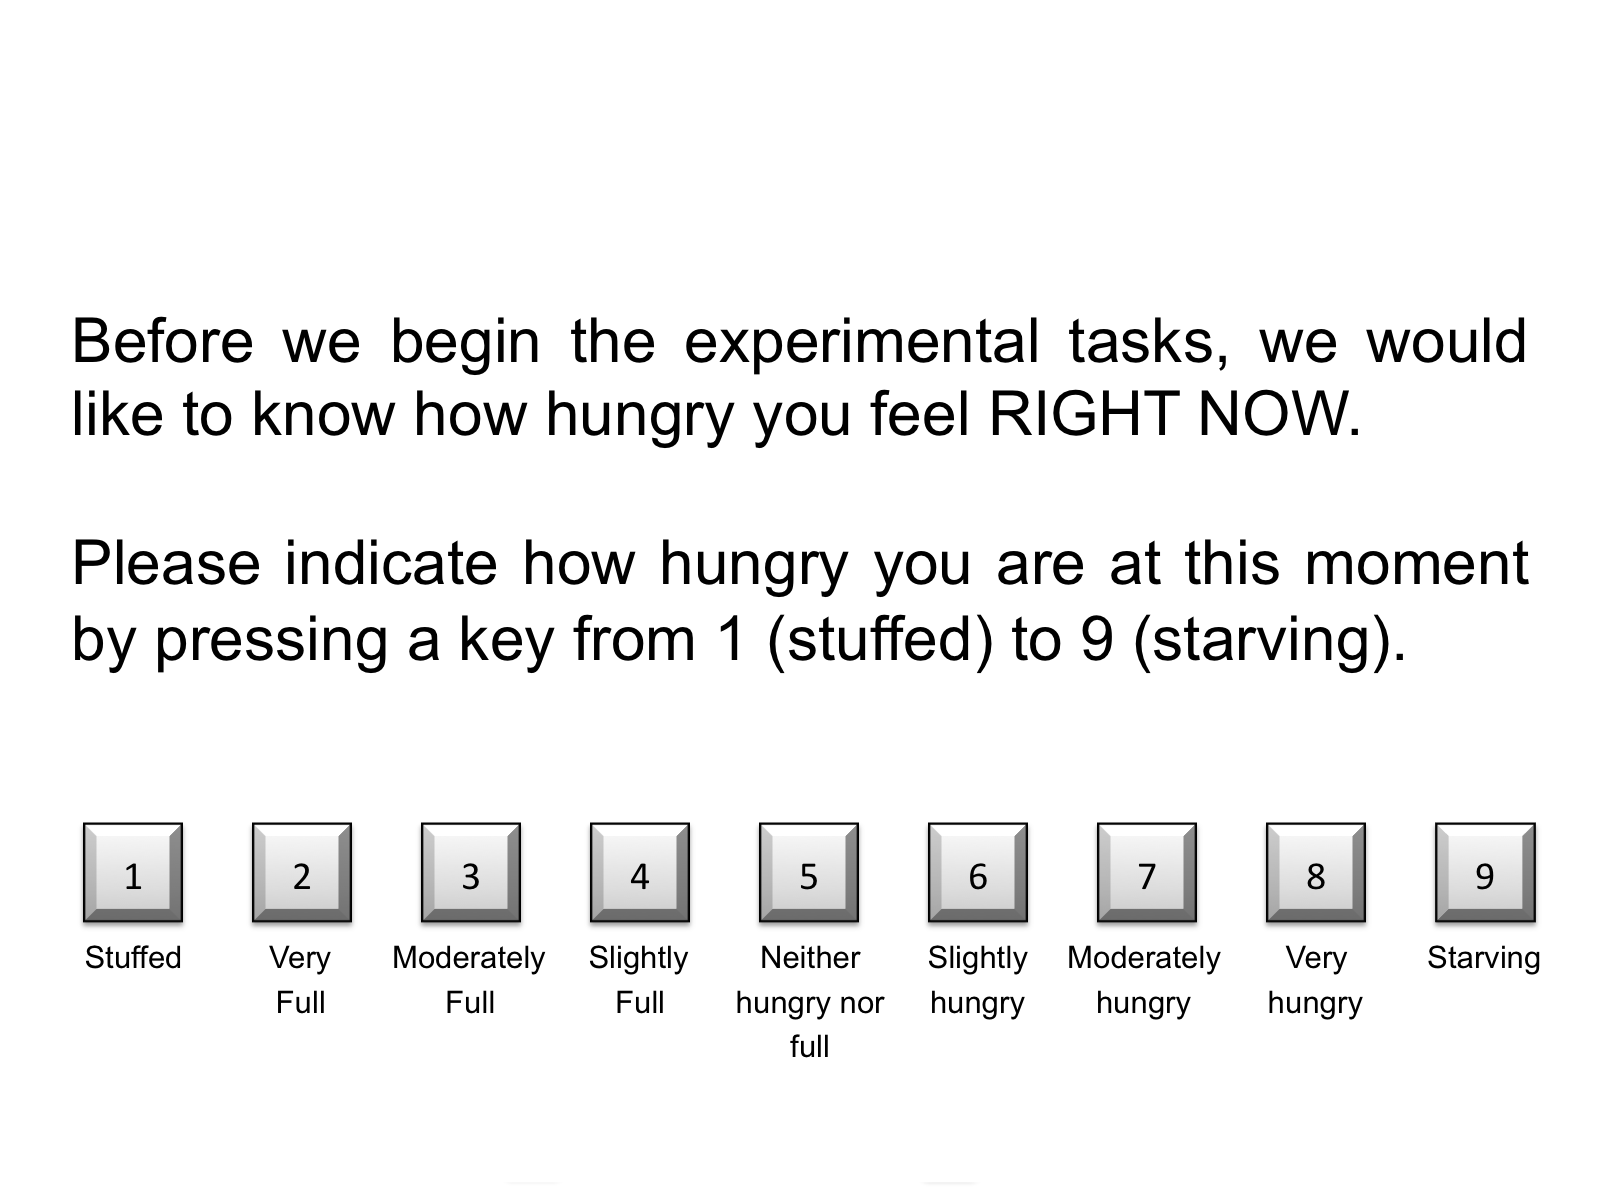 Before we begin the experimental tasks, we would
like to know how hungry you feel RIGHT NOW.
Please indicate how hungry you are at this moment
by pressing a key from 1 (stuffed) to 9 (starving).
1 2 3 4 5 6 7 8 9
Stuffed Very Moderately Slightly Neither Slightly Moderately Very Starving
Full Full Full hungry nor hungry hungry hungry
full